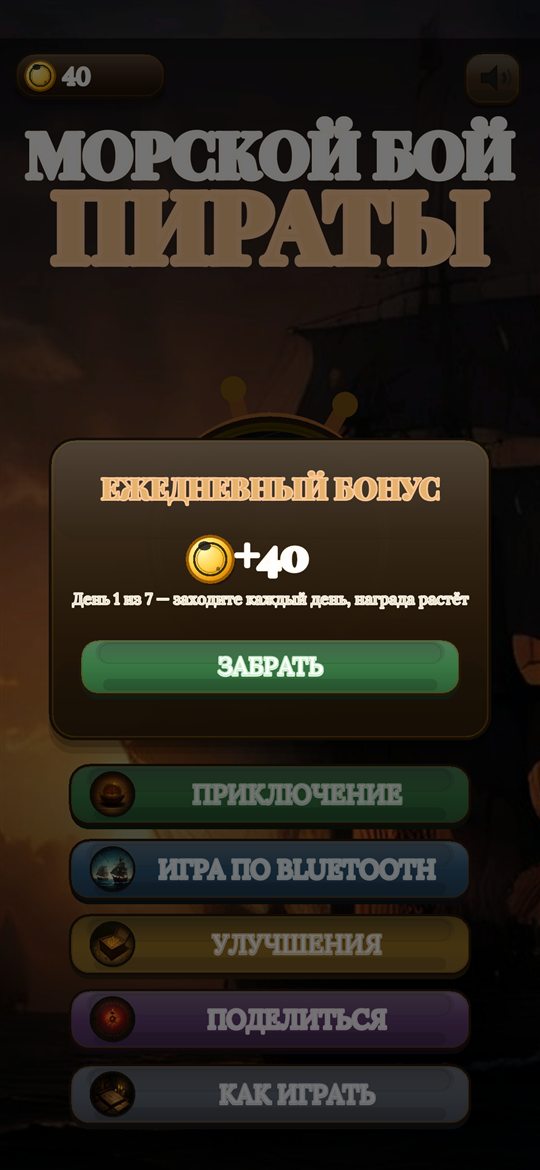 40
МОРСКОЙ БОЙ
ПИРАТЫ
ЕЖЕДНЕВНЫЙ БОНУС
+40
День 1 из 7 — заходите каждый день, награда растёт
ЗАБРАТЬ
ПРИКЛЮЧЕНИЕ
ИГРА ПО BLUETOOTH
УЛУЧШЕНИЯ
ПОДЕЛИТЬСЯ
КАК ИГРАТЬ